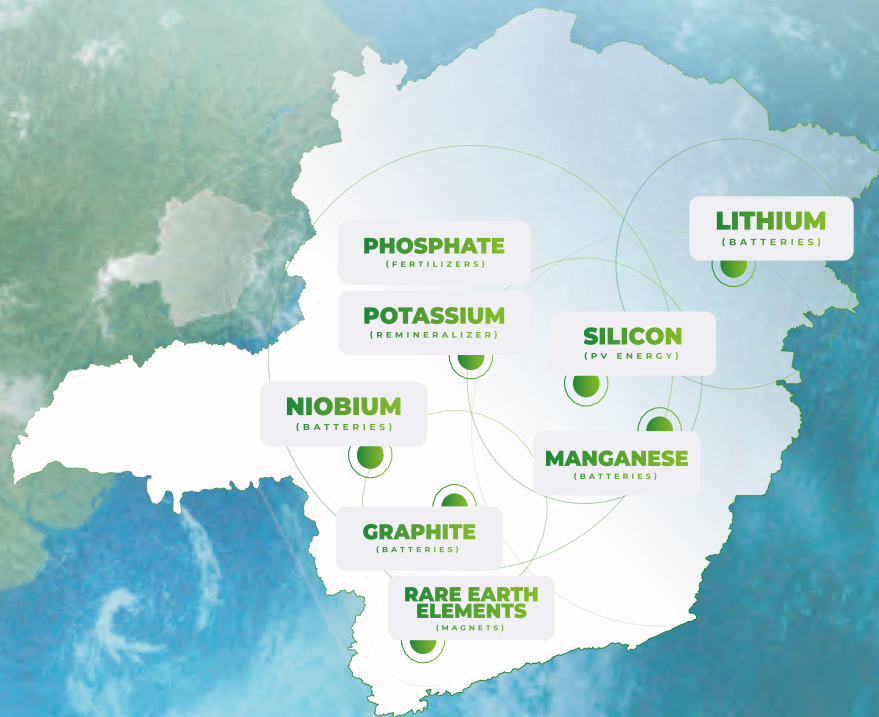 LITHIUM
(BATTERIES)
PHOSPHATE
(FERTILIZERS)
POTASSIUM
(REMINERALIZER)
SILICON
(PV ENERGY)
NIOBIUM
(BATTERIES)
MANGANESE
(BATTERIES)
GRAPHITE
(BATTERIES)
RARE EARTH
ELEMENTS
(MAGNETS)